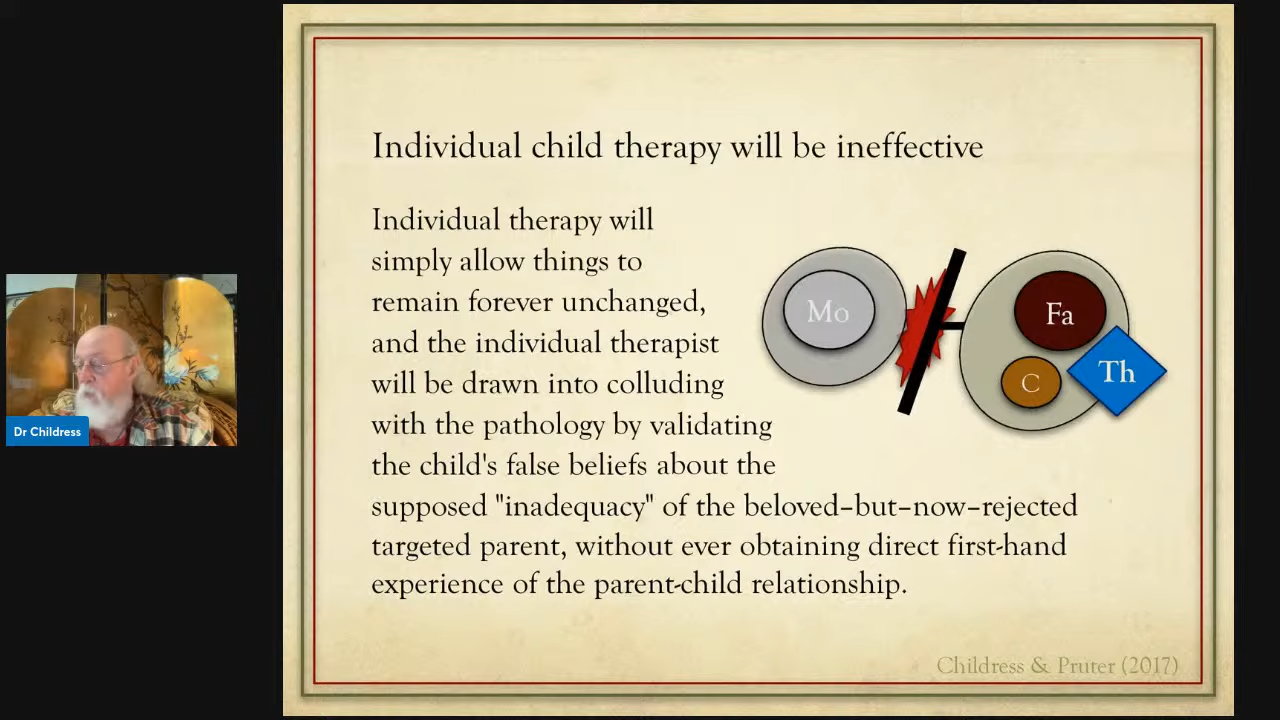 Individual child therapy will be ineffective
Individual therapy will
simply allow things to
remain forever unchanged,
and the individual therapist
will be drawn into colluding
with the pathology by validating
the child's false beliefs about the
supposed "inadequacy" of the beloved–but–now–rejected
targeted parent, without ever obtaining direct first-hand
experience of the parent-child relationship.
Mo
Fa
C
Th
Childress & Pruter (2017)
Dr Childress